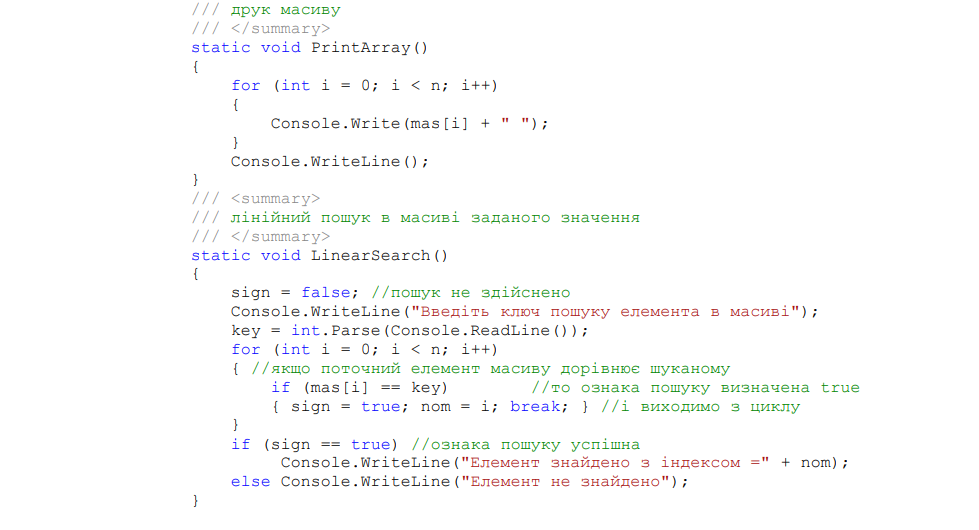 /// друк масиву
/// </summary>
static void PrintArray()
{
for (int i = 0; i < n; i++)
{
Console.Write(mas[i] + " ");
}
Console.WriteLine();
}
/// <summary>
/// лінійний пошук в масиві заданого значення
/// </summary>
static void LinearSearch()
{
sign = false; //пошук не здійснено
Console.WriteLine("Введіть ключ пошуку елемента в масиві");
key = int.Parse(Console.ReadLine());
for (int i = 0; i < n; i++)
{ //якщо поточний елемент масиву дорівнює шуканому
if (mas[i] == key) //то ознака пошуку визначена true
{ sign = true; nom = i; break; } //і виходимо з циклу
}
if (sign == true) //ознака пошуку успішна
Console.WriteLine("Елемент знайдено з індексом =" + nom);
else Console.WriteLine("Елемент не знайдено");
}